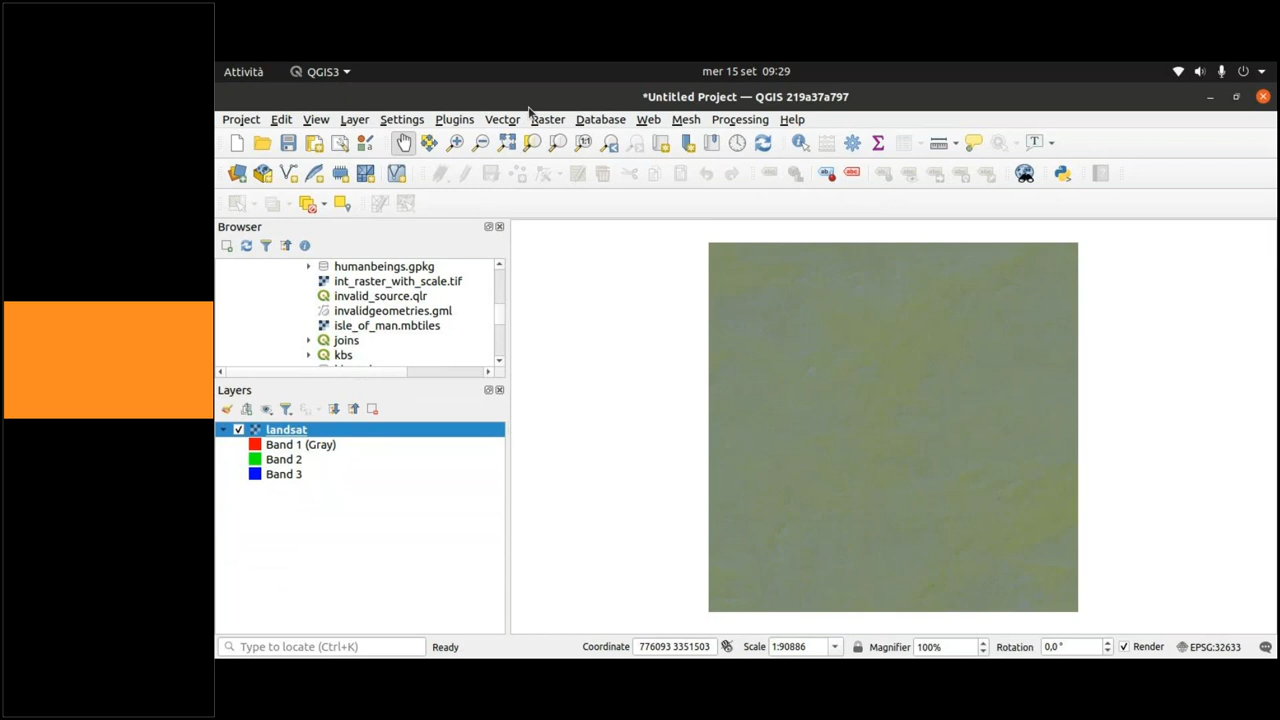 Attività QGIS3 mer 15 set 09:29
*Untitled Project — QGIS 219a37a797
Project Edit View Layer Settings Plugins Vector Raster Database Web Mesh Processing Help
Browser
humanbeings.gpkg
int_raster_with_scale.tif
invalid_source.qlr
invalidgeometries.gml
isle_of_man.mbtiles
joins
kbs
Layers
landsat
Band 1 (Gray)
Band 2
Band 3
Type to locate (Ctrl+K) Ready Coordinate 776093 3351503 Scale 1:90886 Magnifier 100% Rotation 0,0 ° Render EPSG:32633